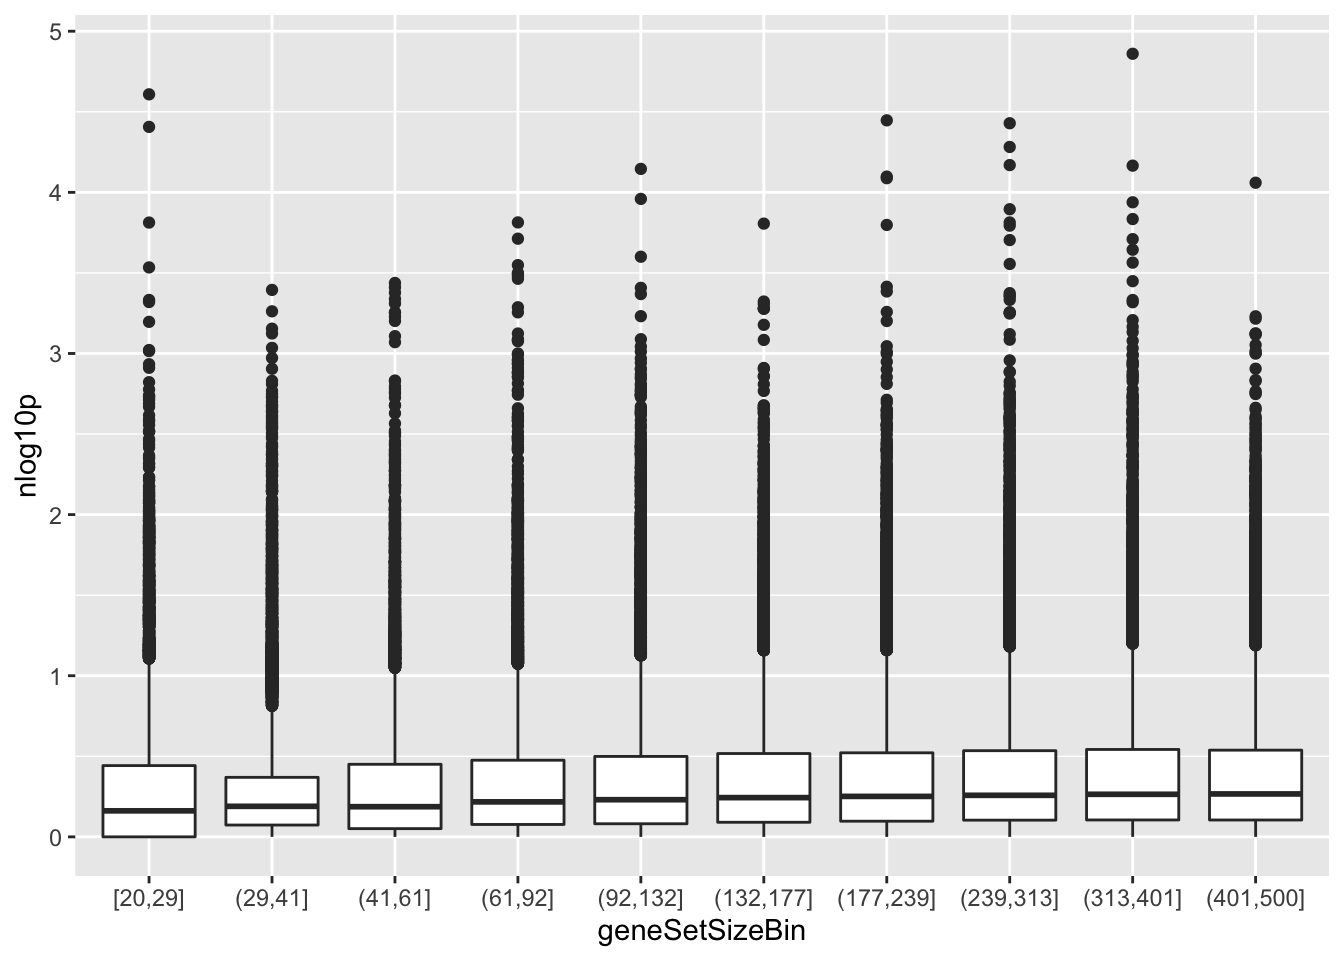 5
4
3
2
1
0
nlog10p
[20,29] (29,41] (41,61] (61,92] (92,132] (132,177] (177,239] (239,313] (313,401] (401,500]
geneSetSizeBin